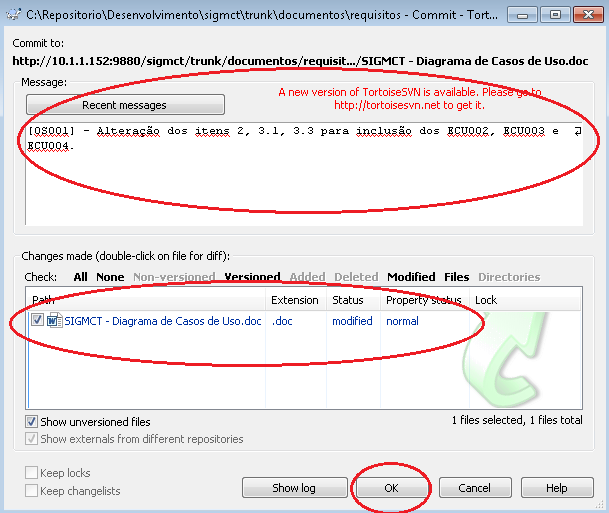 C:\Repositorio\Desenvolvimento\sigmct\trunk\documentos\requisitos - Commit - Tort...
Commit to:
http://10.1.1.152:9880/sigmct/trunk/documentos/requisit.../SIGMCT - Diagrama de Casos de Uso.doc
Message:
Recent messages
A new version of TortoiseSVN is available. Please go to
http://tortoisesvn.net to get it.
[OS001] - Alteração dos itens 2, 3.1, 3.3 para inclusão dos ECU002, ECU003 e
ECU004.
Changes made (double-click on file for diff):
Check: All None Non-versioned Versioned Added Deleted Modified Files Directories
Path Extension Status Property status Lock
SIGMCT - Diagrama de Casos de Uso.doc .doc modified normal
Show unversioned files
1 files selected, 1 files total
Show externals from different repositories
Keep locks
Keep changelists
Show log OK Cancel Help